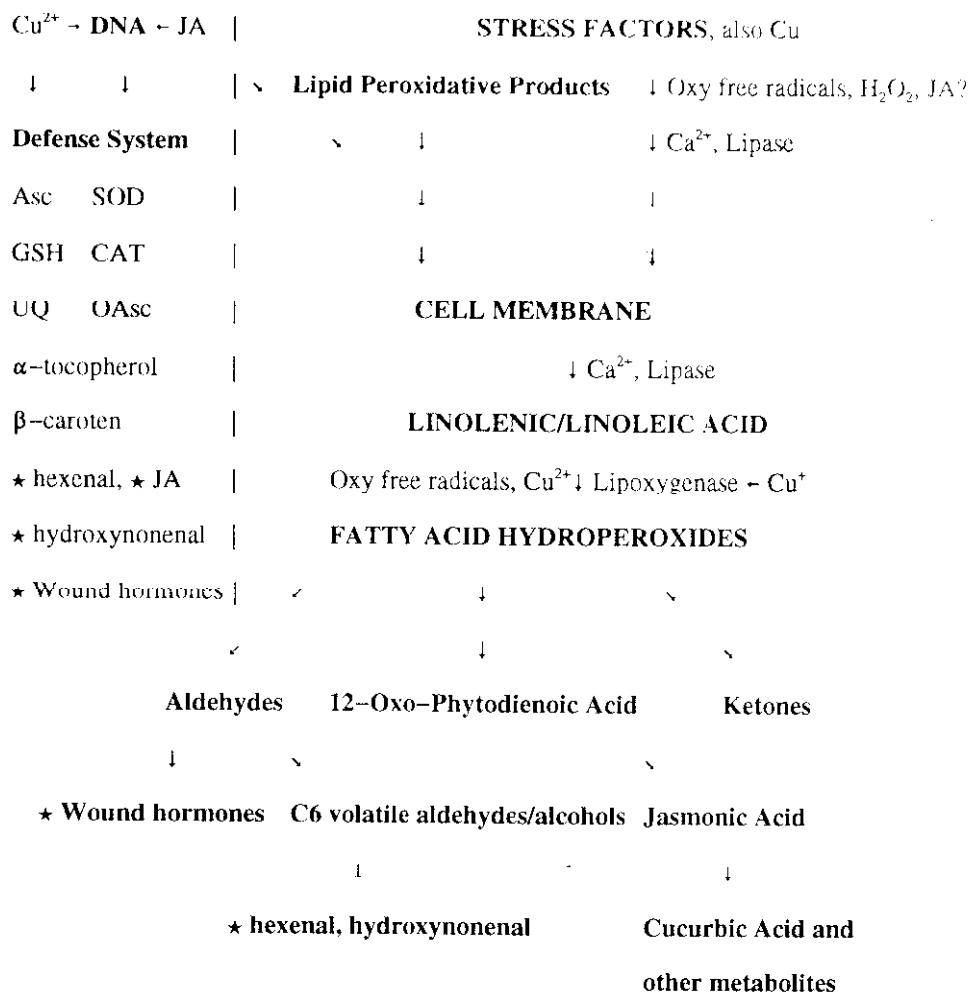 Cu²⁺ → DNA ← JA | STRESS FACTORS, also Cu
↓ ↓ | ↘ Lipid Peroxidative Products ↓ Oxy free radicals, H₂O₂, JA?
Defense System | ↘ ↓ ↓ Ca²⁺, Lipase
Asc SOD | ↓ ↓
GSH CAT | ↓ ↓
UQ OAsc | CELL MEMBRANE
α–tocopherol | ↓ Ca²⁺, Lipase
β–caroten | LINOLENIC/LINOLEIC ACID
★ hexenal, ★ JA | Oxy free radicals, Cu²⁺↓ Lipoxygenase ← Cu⁺
★ hydroxynonenal | FATTY ACID HYDROPEROXIDES
★ Wound hormones | ↙ ↓ ↘
↙ ↓ ↘
Aldehydes 12–Oxo–Phytodienoic Acid Ketones
↓ ↘ ↘
★ Wound hormones C6 volatile aldehydes/alcohols Jasmonic Acid
↓ ↓
★ hexenal, hydroxynonenal Cucurbic Acid and
other metabolites